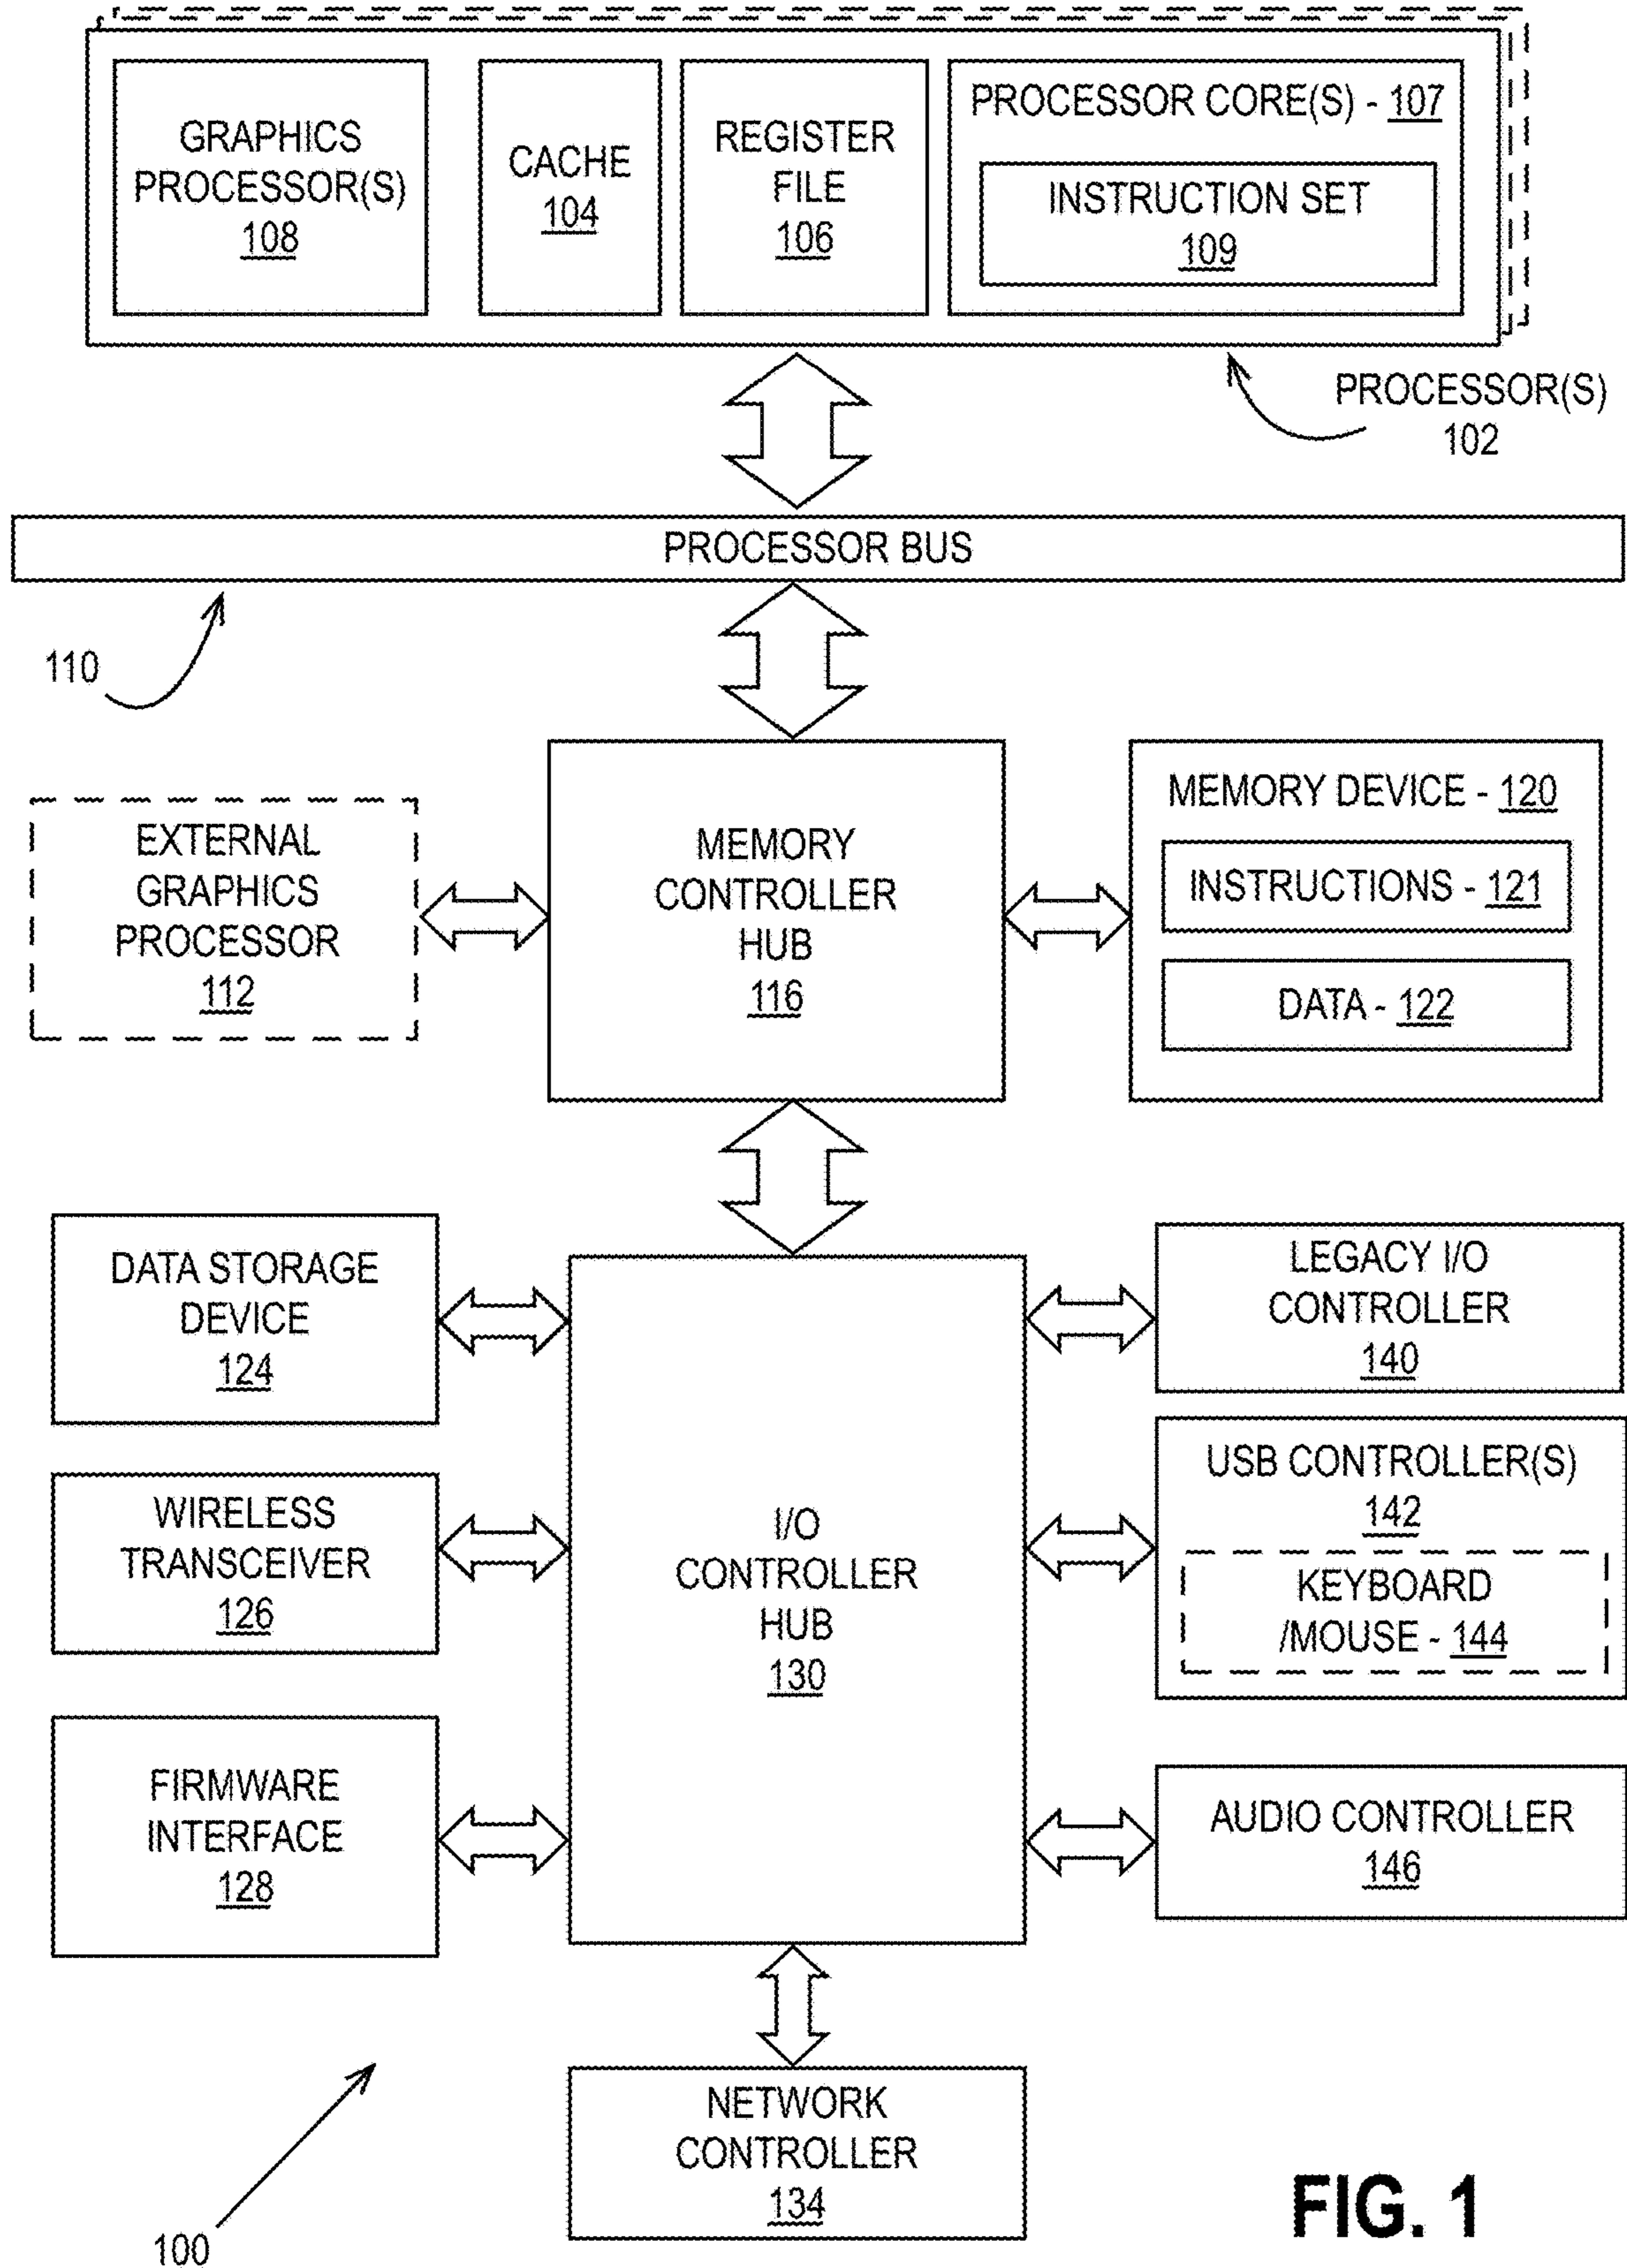 GRAPHICS
PROCESSOR(S)
108
CACHE
104
REGISTER
FILE
106
PROCESSOR CORE(S) - 107
INSTRUCTION SET
109
PROCESSOR(S)
102
PROCESSOR BUS
110
EXTERNAL
GRAPHICS
PROCESSOR
112
MEMORY
CONTROLLER
HUB
116
MEMORY DEVICE - 120
INSTRUCTIONS - 121
DATA - 122
DATA STORAGE
DEVICE
124
WIRELESS
TRANSCEIVER
126
FIRMWARE
INTERFACE
128
I/O
CONTROLLER
HUB
130
LEGACY I/O
CONTROLLER
140
USB CONTROLLER(S)
142
KEYBOARD
/MOUSE - 144
AUDIO CONTROLLER
146
NETWORK
CONTROLLER
134
100
FIG. 1